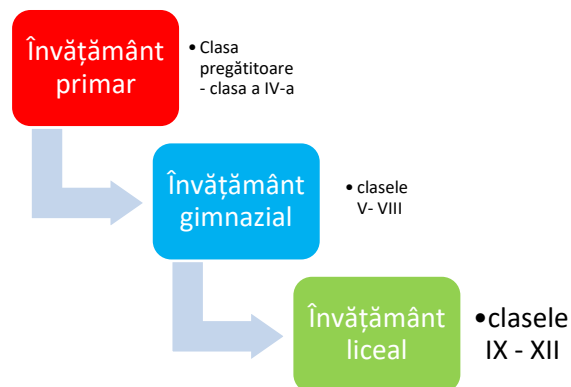 Învățământ
primar
•Clasa
pregătitoare
- clasa a IV-a
Învățământ
gimnazial
•clasele
V- VIII
Învățământ
liceal
•clasele
IX - XII